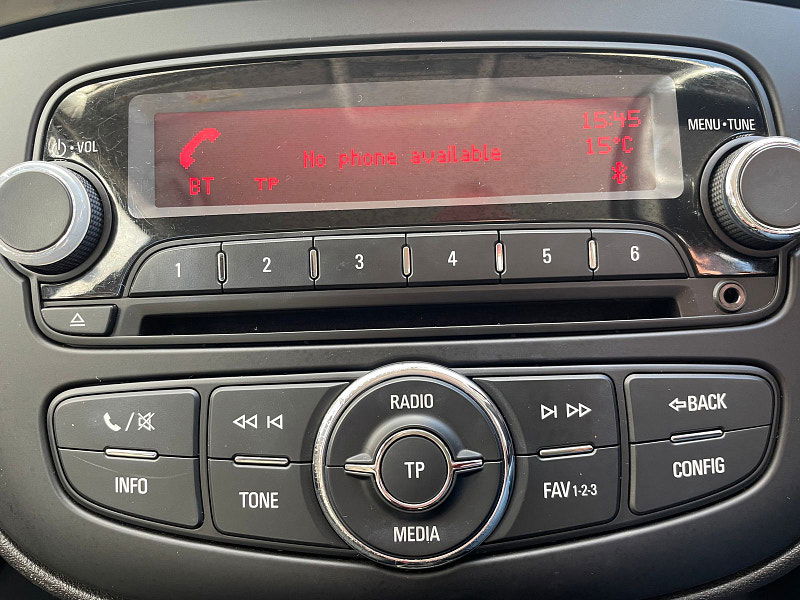 VOL
MENU•TUNE
15:45
No phone available
15°C
BT TP
1 2 3 4 5 6
RADIO
BACK
INFO
TONE
TP
FAV 1-2-3
CONFIG
MEDIA